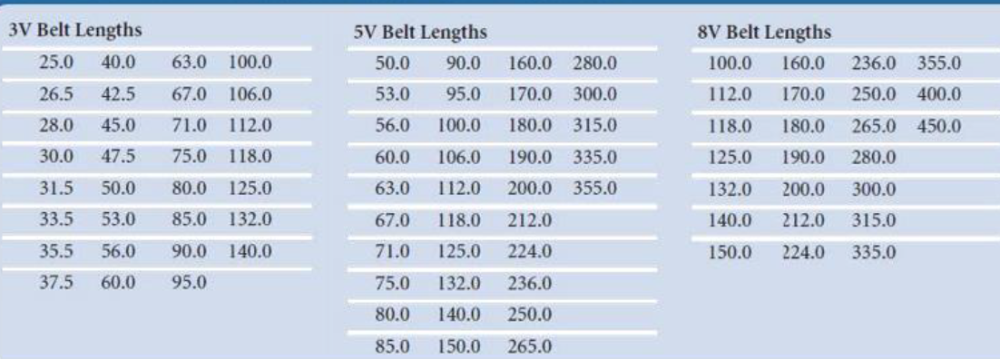 3V Belt Lengths 5V Belt Lengths 8V Belt Lengths
25.0 40.0 63.0 100.0 50.0 90.0 160.0 280.0 100.0 160.0 236.0 355.0
26.5 42.5 67.0 106.0 53.0 95.0 170.0 300.0 112.0 170.0 250.0 400.0
28.0 45.0 71.0 112.0 56.0 100.0 180.0 315.0 118.0 180.0 265.0 450.0
30.0 47.5 75.0 118.0 60.0 106.0 190.0 335.0 125.0 190.0 280.0
31.5 50.0 80.0 125.0 63.0 112.0 200.0 355.0 132.0 200.0 300.0
33.5 53.0 85.0 132.0 67.0 118.0 212.0 140.0 212.0 315.0
35.5 56.0 90.0 140.0 71.0 125.0 224.0 150.0 224.0 335.0
37.5 60.0 95.0 75.0 132.0 236.0
80.0 140.0 250.0
85.0 150.0 265.0